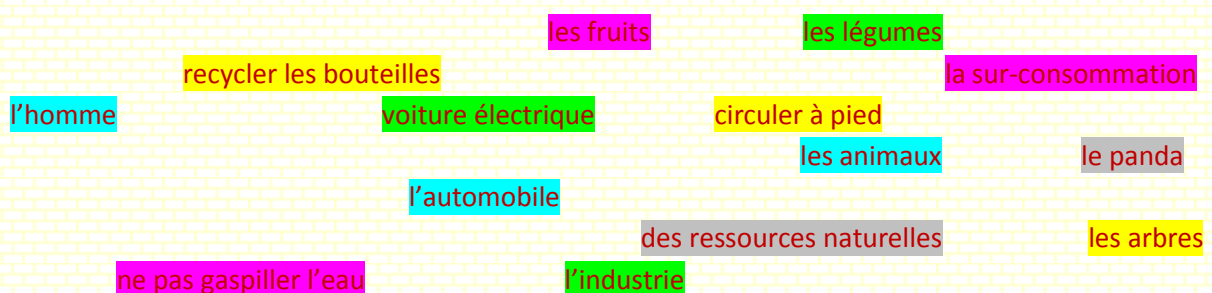 les fruits les légumes
recycler les bouteilles la sur-consommation
l’homme voiture électrique circuler à pied
les animaux le panda
l’automobile
des ressources naturelles les arbres
ne pas gaspiller l’eau l’industrie